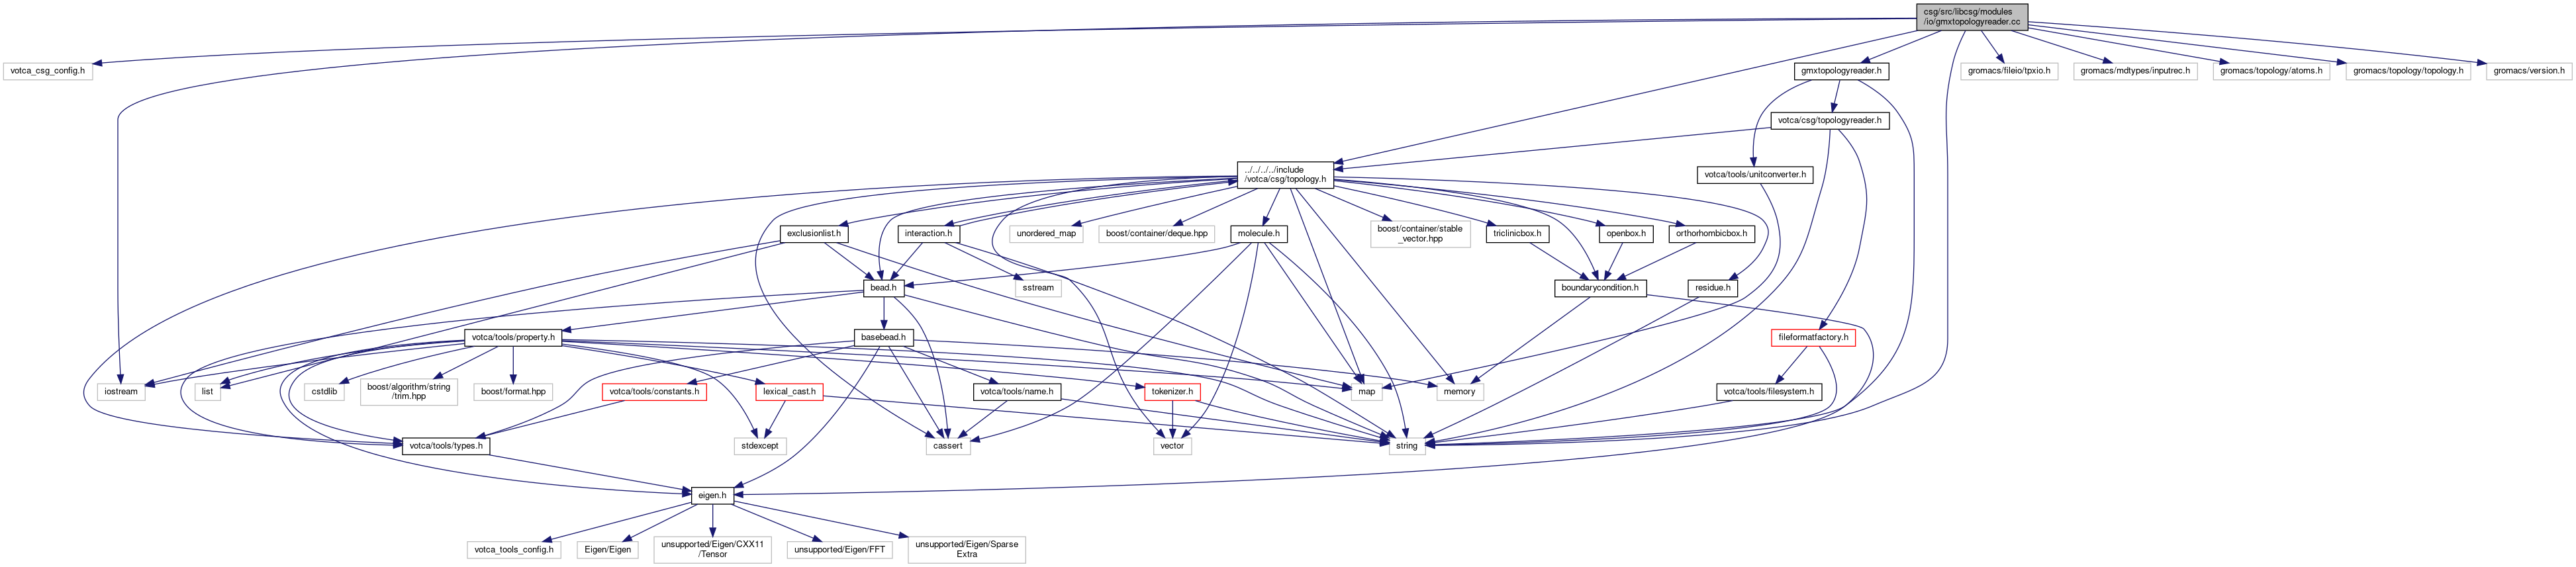 csg/src/libcsg/modules
/io/gmxtopologyreader.cc
votca_csg_config.h
gmxtopologyreader.h
gromacs/fileio/tpxio.h
gromacs/mdtypes/inputrec.h
gromacs/topology/atoms.h
gromacs/topology/topology.h
gromacs/version.h
votca/csg/topologyreader.h
../../../../include
/votca/csg/topology.h
votca/tools/unitconverter.h
exclusionlist.h
interaction.h
unordered_map
boost/container/deque.hpp
molecule.h
boost/container/stable
_vector.hpp
triclinicbox.h
openbox.h
orthorhombicbox.h
bead.h
sstream
boundarycondition.h
residue.h
votca/tools/property.h
basebead.h
fileformatfactory.h
iostream
list
cstdlib
boost/algorithm/string
/trim.hpp
boost/format.hpp
votca/tools/constants.h
lexical_cast.h
votca/tools/name.h
tokenizer.h
map
memory
votca/tools/filesystem.h
votca/tools/types.h
stdexcept
cassert
vector
string
eigen.h
votca_tools_config.h
Eigen/Eigen
unsupported/Eigen/CXX11
/Tensor
unsupported/Eigen/FFT
unsupported/Eigen/Sparse
Extra